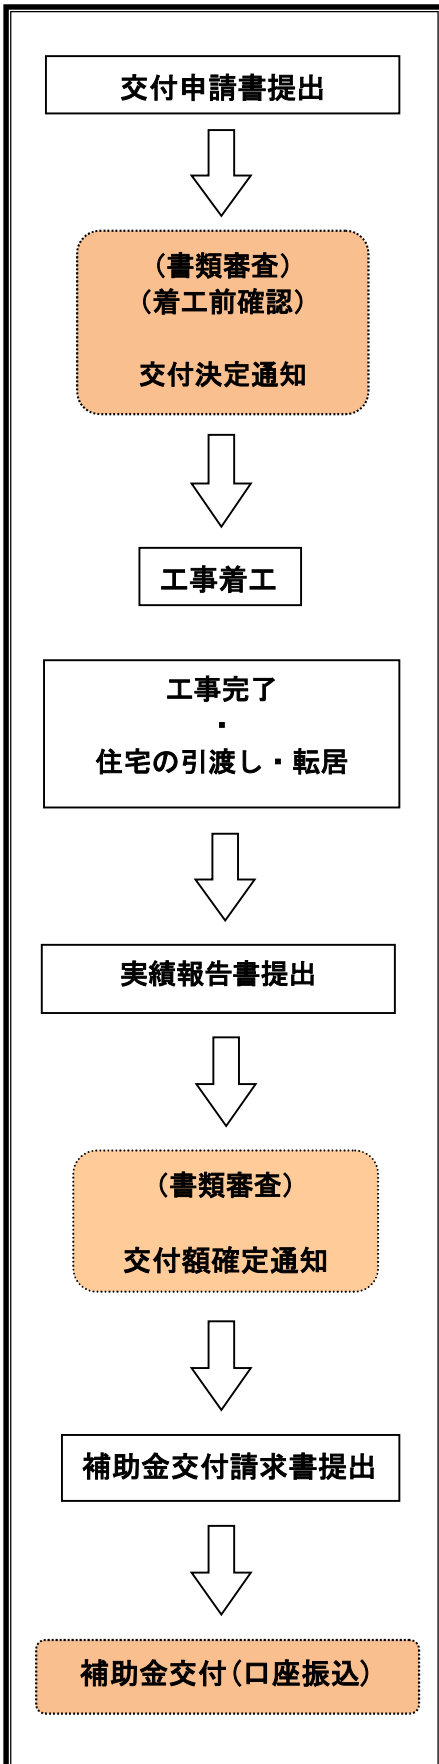 交付申請書提出
（書類審査）
（着工前確認）
交付決定通知
工事着工
工事完了
・
住宅の引渡し・転居
実績報告書提出
（書類審査）
交付額確定通知
補助金交付請求書提出
補助金交付（口座振込）